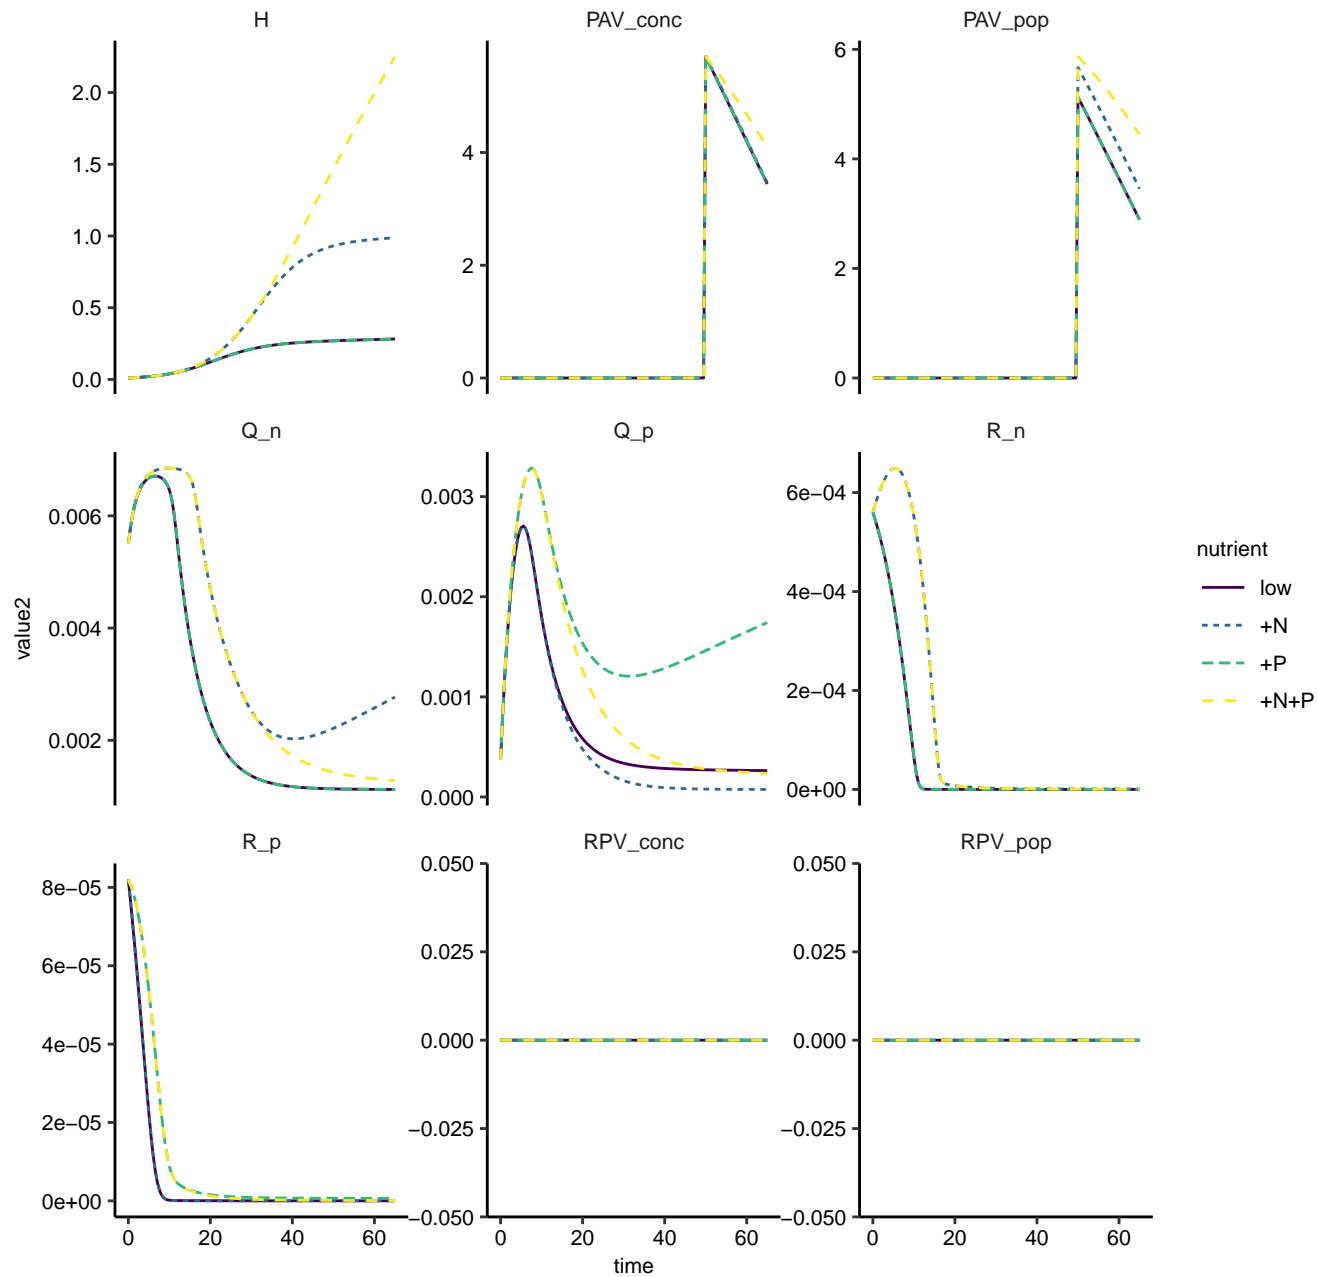 H
PAV_conc
PAV_pop
2.0
1.5
1.0
0.5
0.0
4
2
0
6
4
2
0
Q_n
Q_p
R_n
0.006
0.004
0.002
0.003
0.002
0.001
0.000
6e−04
4e−04
2e−04
0e+00
value2
nutrient
low
+N
+P
+N+P
R_p
RPV_conc
RPV_pop
8e−05
6e−05
4e−05
2e−05
0e+00
0.050
0.025
0.000
−0.025
−0.050
0.050
0.025
0.000
−0.025
−0.050
0 20 40 60
0 20 40 60
0 20 40 60
time